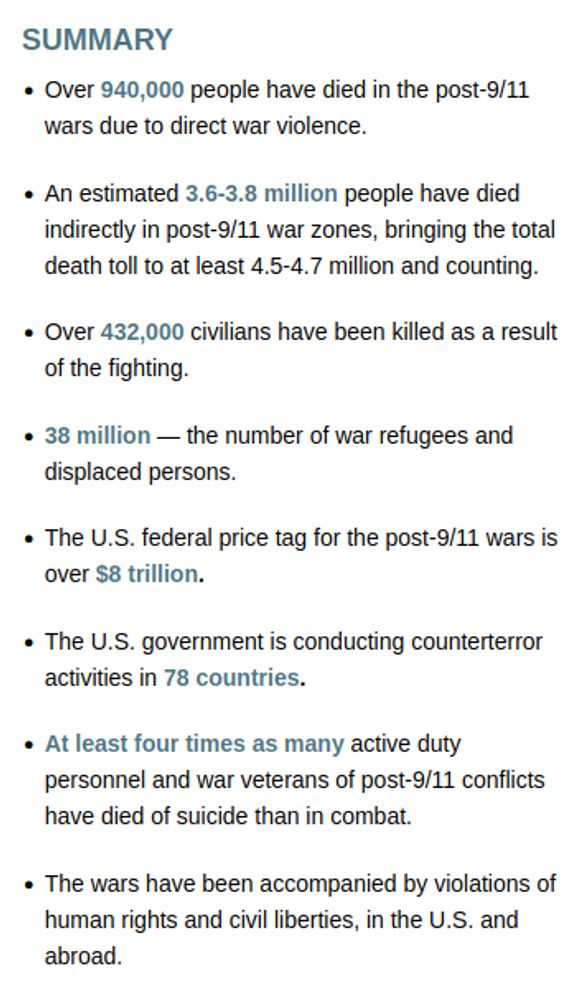 SUMMARY
• Over 940,000 people have died in the post-9/11
wars due to direct war violence.
• An estimated 3.6-3.8 million people have died
indirectly in post-9/11 war zones, bringing the total
death toll to at least 4.5-4.7 million and counting.
• Over 432,000 civilians have been killed as a result
of the fighting.
• 38 million — the number of war refugees and
displaced persons.
• The U.S. federal price tag for the post-9/11 wars is
over $8 trillion.
• The U.S. government is conducting counterterror
activities in 78 countries.
• At least four times as many active duty
personnel and war veterans of post-9/11 conflicts
have died of suicide than in combat.
• The wars have been accompanied by violations of
human rights and civil liberties, in the U.S. and
abroad.